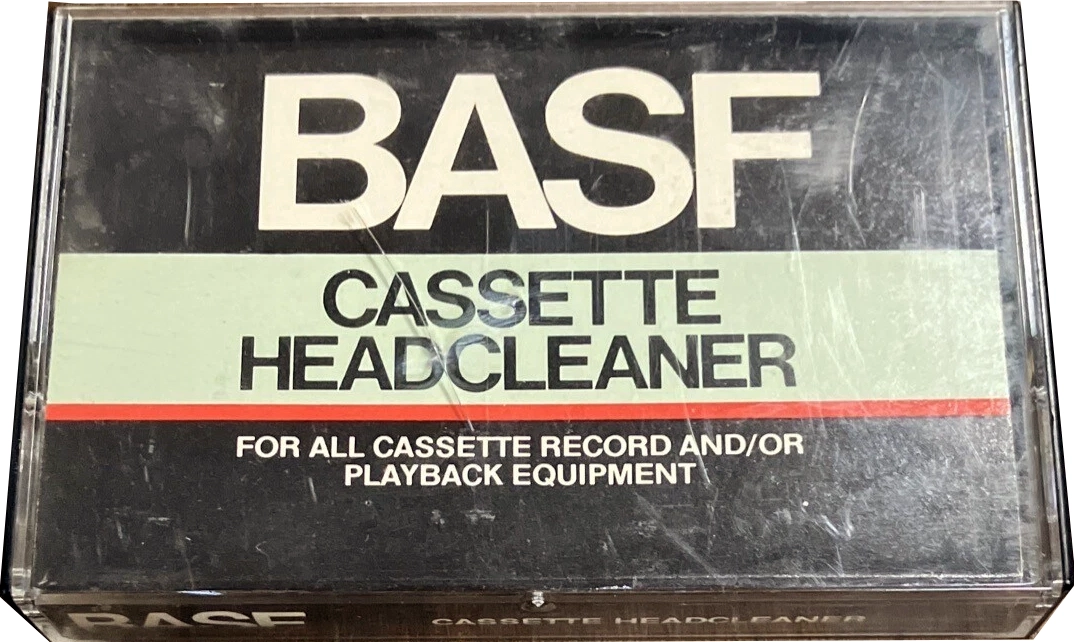 BASF
CASSETTE
HEADCLEANER
FOR ALL CASSETTE RECORD AND/OR
PLAYBACK EQUIPMENT
BASF CASSETTE HEADCLEANER